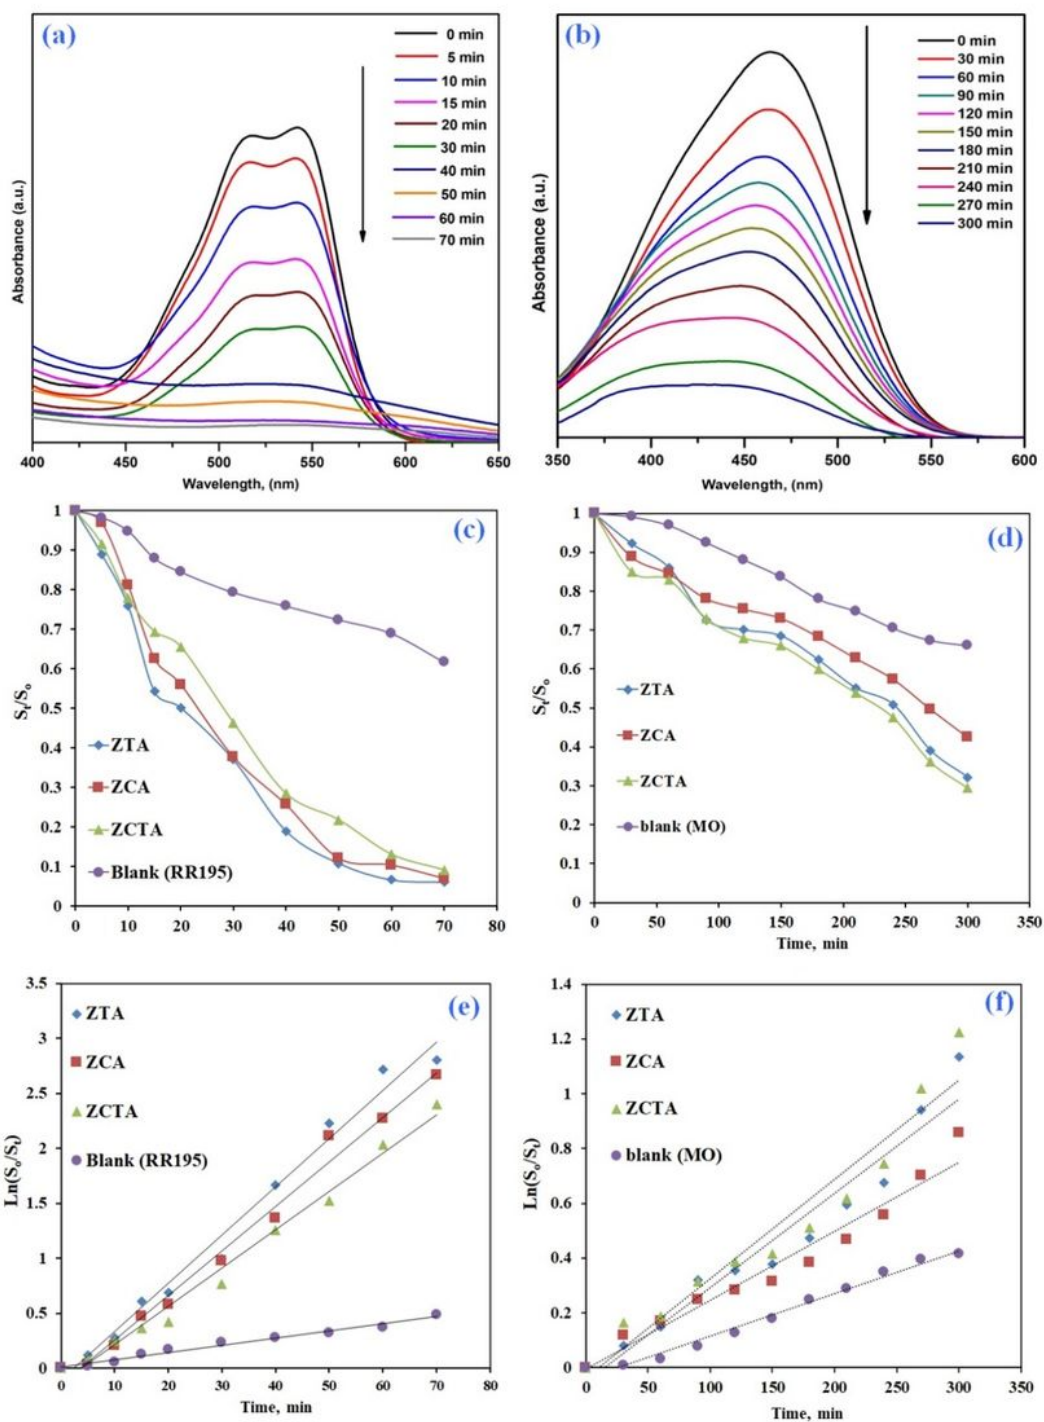 (a)
0 min
5 min
10 min
15 min
20 min
30 min
40 min
50 min
60 min
70 min
Absorbance (a.u.)
400 450 500 550 600 650
Wavelength, (nm)
(b)
0 min
30 min
60 min
90 min
120 min
150 min
180 min
210 min
240 min
270 min
300 min
Absorbance (a.u.)
350 400 450 500 550 600
Wavelength, (nm)
(c)
1
0.9
0.8
0.7
0.6
0.5
0.4
0.3
0.2
0.1
0
St/So
ZTA
ZCA
ZCTA
Blank (RR195)
0 10 20 30 40 50 60 70 80
(d)
1
0.9
0.8
0.7
0.6
0.5
0.4
0.3
0.2
0.1
0
St/So
ZTA
ZCA
ZCTA
blank (MO)
0 50 100 150 200 250 300 350
Time, min
(e)
3.5
3
2.5
2
1.5
1
0.5
0
Ln(So/St)
ZTA
ZCA
ZCTA
Blank (RR195)
0 10 20 30 40 50 60 70 80
Time, min
(f)
1.4
1.2
1
0.8
0.6
0.4
0.2
0
Ln(So/St)
ZTA
ZCA
ZCTA
blank (MO)
0 50 100 150 200 250 300 350
Time, min